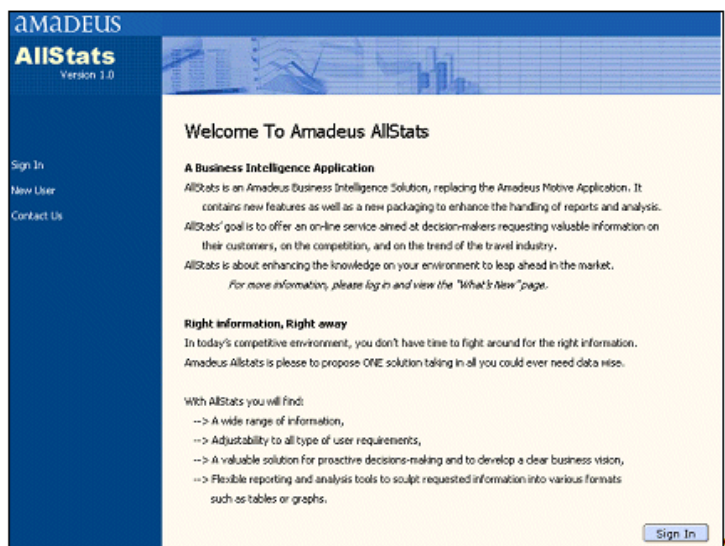 amadeus
AllStats
Version 1.0
Sign In
New User
Contact Us
Welcome To Amadeus AllStats
A Business Intelligence Application
AllStats is an Amadeus Business Intelligence Solution, replacing the Amadeus Motive Application. It
contains new features as well as a new packaging to enhance the handling of reports and analysis.
AllStats' goal is to offer an on-line service aimed at decision-makers requesting valuable information on
their customers, on the competition, and on the trend of the travel industry.
AllStats is about enhancing the knowledge on your environment to leap ahead in the market.
For more information, please log in and view the "What's New" page.
Right information, Right away
In today's competitive environment, you don't have time to fight around for the right information.
Amadeus Allstats is please to propose ONE solution taking in all you could ever need data wise.
With AllStats you will find:
--> A wide range of information,
--> Adjustability to all type of user requirements,
--> A valuable solution for proactive decisions-making and to develop a clear business vision,
--> Flexible reporting and analysis tools to sculpt requested information into various formats
such as tables or graphs.
Sign In